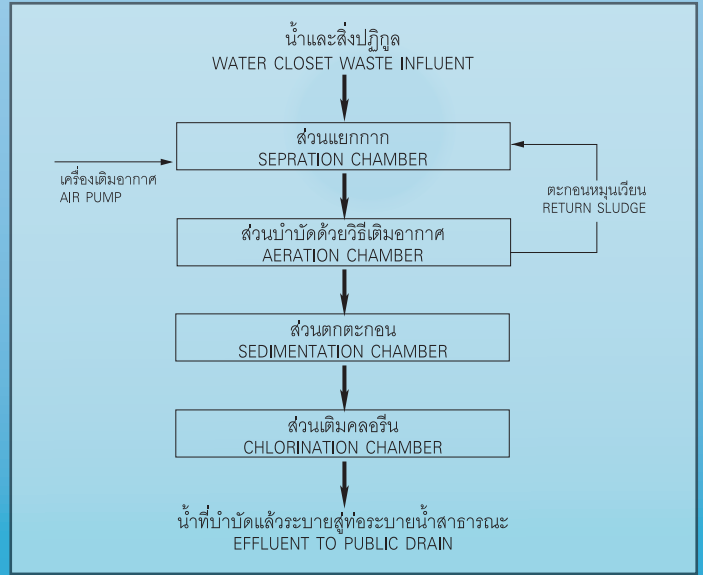 น้ำและสิ่งปฏิกูล
WATER CLOSET WASTE INFLUENT
ส่วนแยกกาก
SEPRATION CHAMBER
เครื่องเติมอากาศ
AIR PUMP
ตะกอนหมุนเวียน
RETURN SLUDGE
ส่วนบำบัดด้วยวิธีเติมอากาศ
AERATION CHAMBER
ส่วนตกตะกอน
SEDIMENTATION CHAMBER
ส่วนเติมคลอรีน
CHLORINATION CHAMBER
น้ำที่บำบัดแล้วระบายสู่ท่อระบายน้ำสาธารณะ
EFFLUENT TO PUBLIC DRAIN